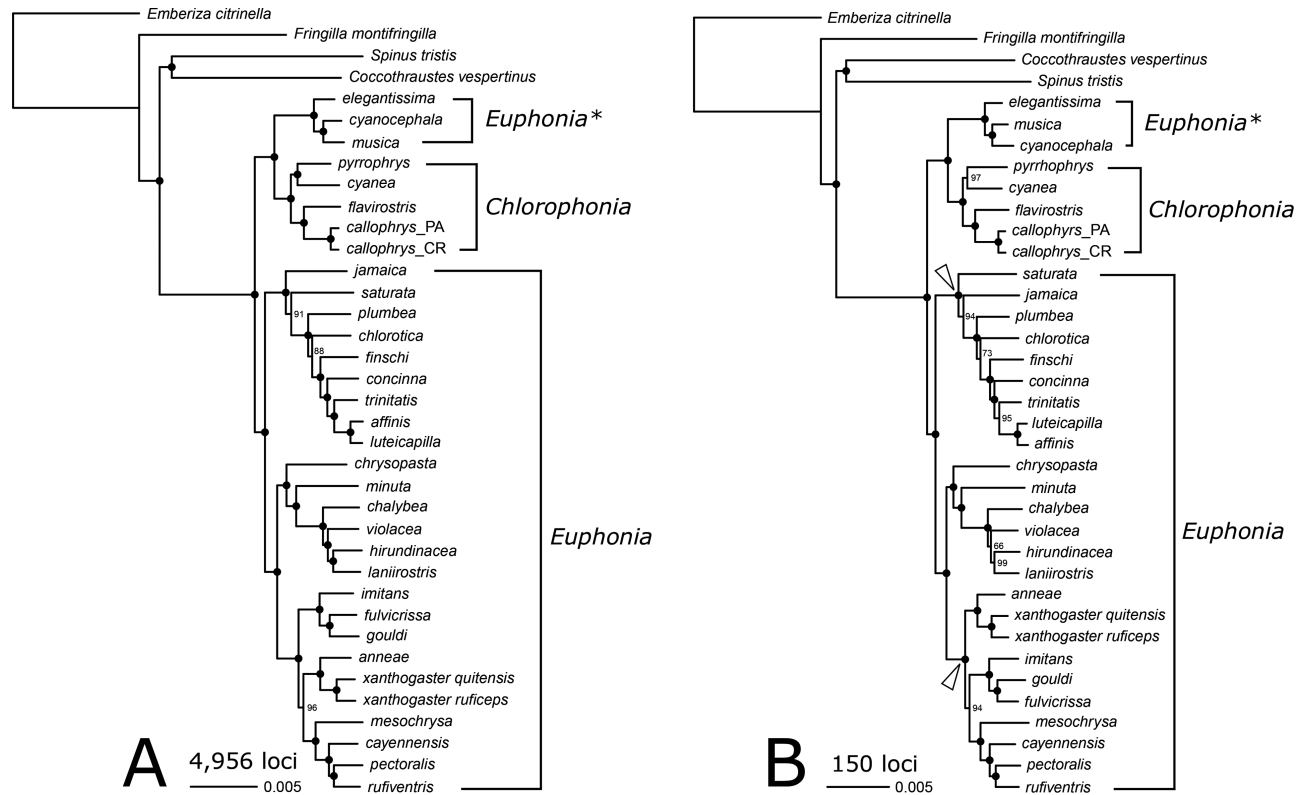 Emberiza citrinella
Fringilla montifringilla
Spinus tristis
Coccothraustes vespertinus
elegantissima
cyanocephala
musica
Euphonia*
pyrrophrys
cyanea
flavirostris
callophrys_PA
callophrys_CR
Chlorophonia
jamaica
saturata
91
plumbea
chlorotica
88
finschi
concinna
trinitatis
affinis
luteicapilla
chrysopasta
minuta
chalybea
violacea
hirundinacea
laniirostris
Euphonia
imitans
fulvicrissa
gouldi
anneae
xanthogaster quitensis
xanthogaster ruficeps
96
mesochrysa
cayennensis
pectoralis
rufiventris
A
4,956 loci
0.005
Emberiza citrinella
Fringilla montifringilla
Coccothraustes vespertinus
Spinus tristis
elegantissima
musica
cyanocephala
Euphonia*
pyrrhophrys
97
cyanea
flavirostris
callophyrs_PA
callophrys_CR
Chlorophonia
saturata
jamaica
94
plumbea
chlorotica
73
finschi
concinna
trinitatis
95
luteicapilla
affinis
chrysopasta
minuta
chalybea
violacea
66
hirundinacea
99
laniirostris
Euphonia
anneae
xanthogaster quitensis
xanthogaster ruficeps
imitans
gouldi
fulvicrissa
94
mesochrysa
cayennensis
pectoralis
rufiventris
B
150 loci
0.005